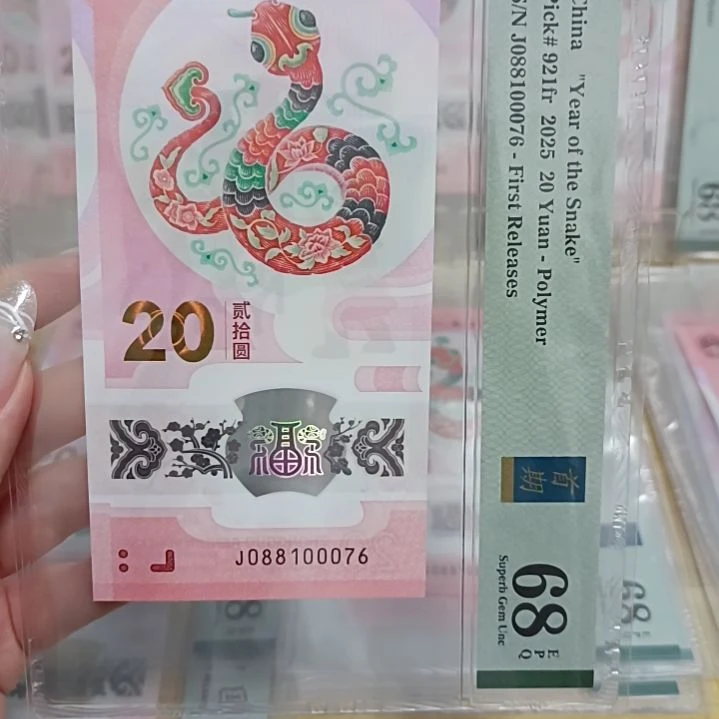 20
贰拾圆
J088100076
China "Year of the Snake"
Pick# 921fr 2025 20 Yuan - Polymer
S/N J088100076 - First Releases
首期
68 EPQ
Superb Gem Unc
68